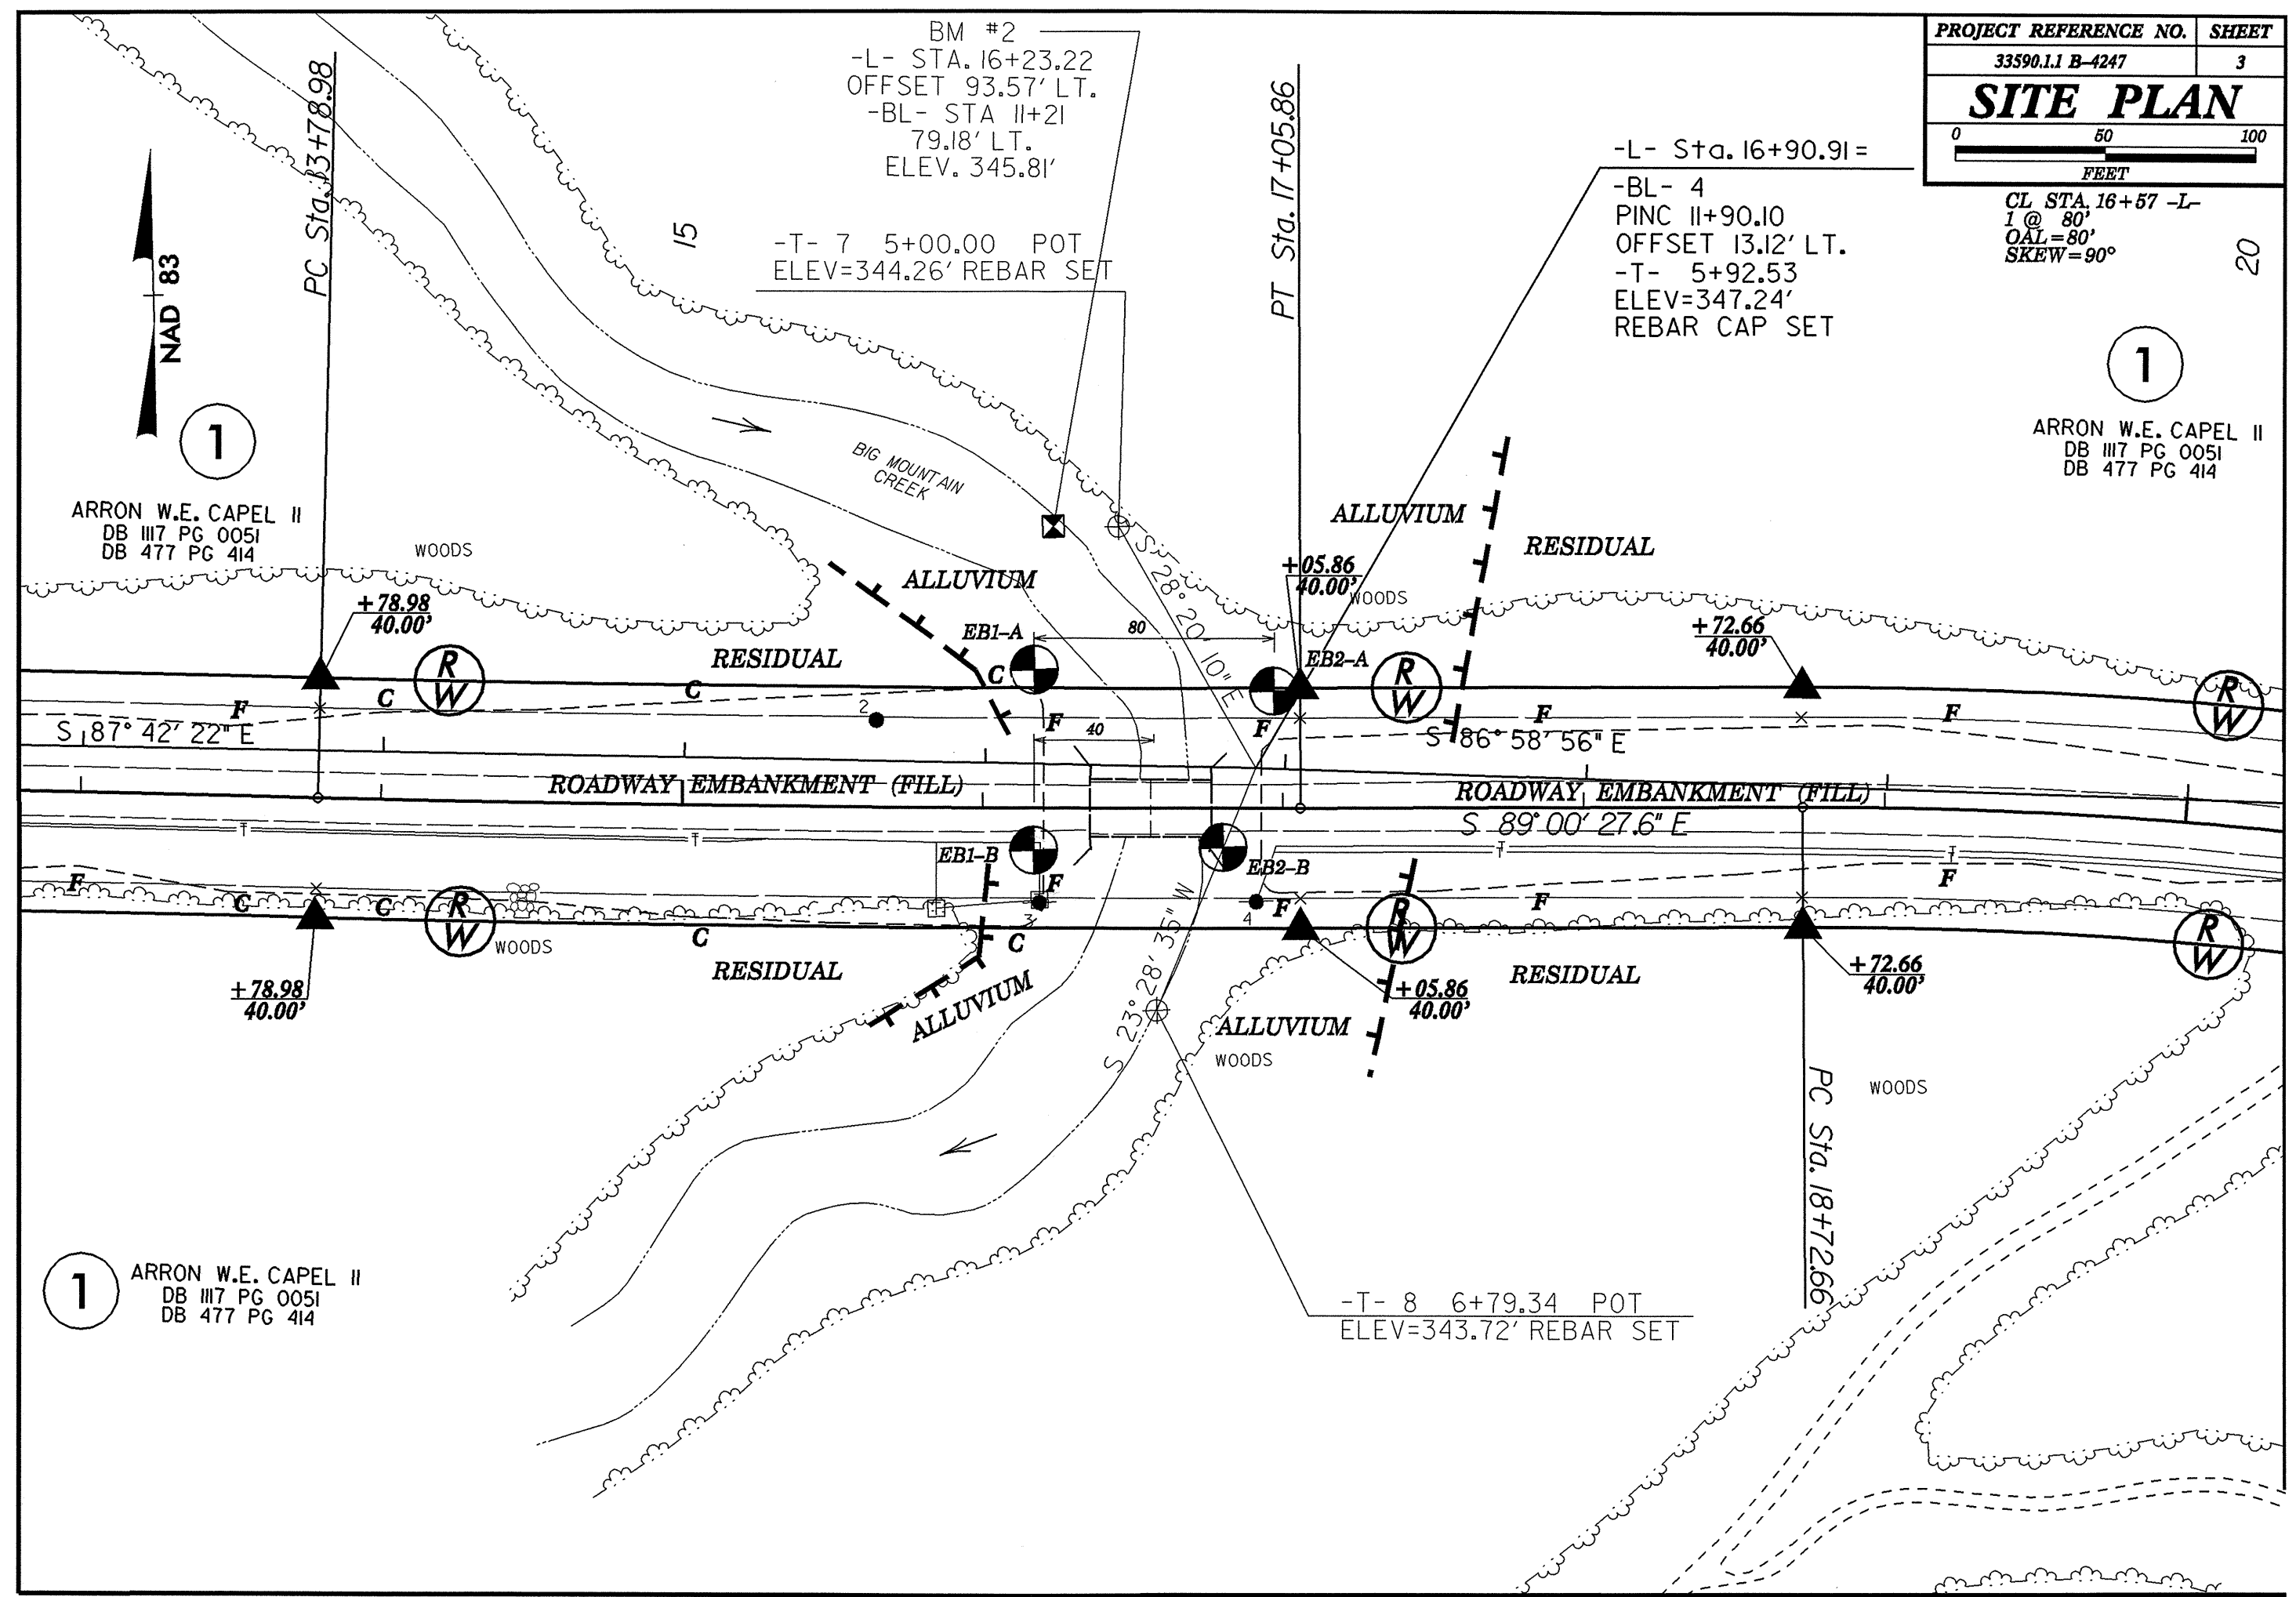 PROJECT REFERENCE NO.
SHEET
33590.1.1 B-4247
3
SITE PLAN
0 50 100
FEET
CL STA. 16+57 -L-
1 @ 80'
OAL=80'
SKEW=90°
20
BM #2
-L- STA. 16+23.22
OFFSET 93.57' LT.
-BL- STA 11+21
79.18' LT.
ELEV. 345.81'
15
-T- 7 5+00.00 POT
ELEV=344.26' REBAR SET
PC Sta. 13+78.98
NAD 83
PT Sta. 17+05.86
-L- Sta. 16+90.91 =
-BL- 4
PINC 11+90.10
OFFSET 13.12' LT.
-T- 5+92.53
ELEV=347.24'
REBAR CAP SET
1
ARRON W.E. CAPEL II
DB 1117 PG 0051
DB 477 PG 414
1
ARRON W.E. CAPEL II
DB 1117 PG 0051
DB 477 PG 414
WOODS
BIG MOUNTAIN
CREEK
ALLUVIUM
RESIDUAL
ALLUVIUM
+05.86
40.00'
WOODS
S 28° 20' 10" E
+78.98
40.00'
EB1-A
80
EB2-A
+72.66
40.00'
R
W
RESIDUAL
C
R
W
R
W
F
C
C
2
F
40
F
F
F
S 87° 42' 22" E
S 86° 58' 56" E
ROADWAY EMBANKMENT (FILL)
ROADWAY EMBANKMENT (FILL)
S 89° 00' 27.6" E
T
T
T
T
EB1-B
EB2-B
F
C
C
R
W
F
3
4
F
F
F
R
W
R
W
C
C
WOODS
RESIDUAL
ALLUVIUM
S 23° 28' 35" W
ALLUVIUM
WOODS
RESIDUAL
+78.98
40.00'
+05.86
40.00'
+72.66
40.00'
WOODS
PC Sta. 18+72.66
1
ARRON W.E. CAPEL II
DB 1117 PG 0051
DB 477 PG 414
-T- 8 6+79.34 POT
ELEV=343.72' REBAR SET